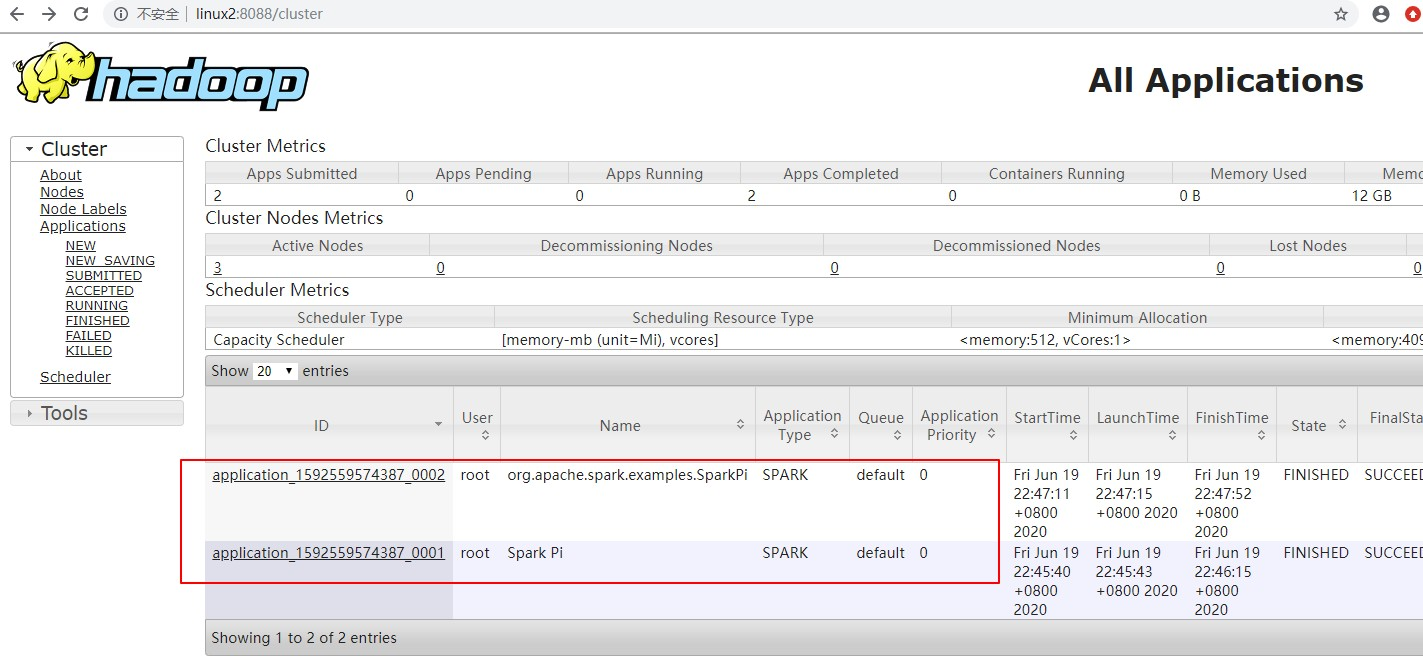 不安全 linux2:8088/cluster
hadoop
All Applications
Cluster
About
Nodes
Node Labels
Applications
NEW
NEW_SAVING
SUBMITTED
ACCEPTED
RUNNING
FINISHED
FAILED
KILLED
Scheduler
Tools
Cluster Metrics
Apps Submitted Apps Pending Apps Running Apps Completed Containers Running Memory Used Memo
2 0 0 2 0 0 B 12 GB
Cluster Nodes Metrics
Active Nodes Decommissioning Nodes Decommissioned Nodes Lost Nodes
3 0 0 0 0
Scheduler Metrics
Scheduler Type Scheduling Resource Type Minimum Allocation
Capacity Scheduler [memory-mb (unit=Mi), vcores] <memory:512, vCores:1> <memory:409
Show 20 entries
ID User Name Application Type Queue Application Priority StartTime LaunchTime FinishTime State FinalSta
application_1592559574387_0002 root org.apache.spark.examples.SparkPi SPARK default 0 Fri Jun 19 Fri Jun 19 Fri Jun 19 FINISHED SUCCEED
22:47:11 22:47:15 22:47:52
+0800 +0800 2020 +0800
2020 2020
application_1592559574387_0001 root Spark Pi SPARK default 0 Fri Jun 19 Fri Jun 19 Fri Jun 19 FINISHED SUCCEED
22:45:40 22:45:43 22:46:15
+0800 +0800 2020 +0800
2020 2020
Showing 1 to 2 of 2 entries